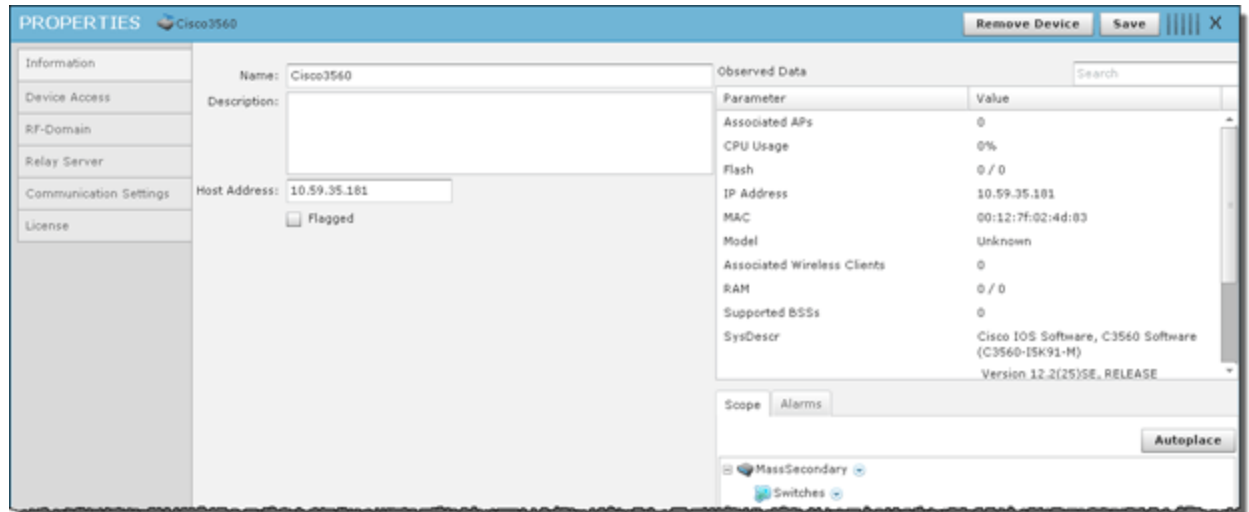 PROPERTIES Cisco3560 Remove Device Save X
Information
Device Access
RF-Domain
Relay Server
Communication Settings
License
Name: Cisco3560
Description:
Host Address: 10.59.35.181
Flagged
Observed Data Search
Parameter Value
Associated APs 0
CPU Usage 0%
Flash 0 / 0
IP Address 10.59.35.181
MAC 00:12:7f:02:4d:83
Model Unknown
Associated Wireless Clients 0
RAM 0 / 0
Supported BSSs 0
SysDescr Cisco IOS Software, C3560 Software
(C3560-I5K91-M)
Version 12.2(25)SE, RELEASE
Scope Alarms
Autoplace
MassSecondary
Switches